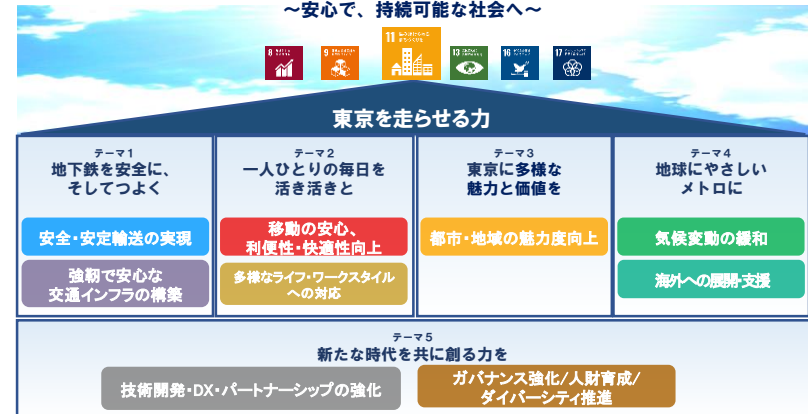 ～安心で、持続可能な社会へ～
8
9
11
13
16
17
東京を走らせる力
テーマ1
地下鉄を安全に、
そしてつよく
安全・安定輸送の実現
強靭で安心な
交通インフラの構築
テーマ2
一人ひとりの毎日を
活き活きと
移動の安心、
利便性・快適性向上
多様なライフ・ワークスタイル
への対応
テーマ3
東京に多様な
魅力と価値を
都市・地域の魅力度向上
テーマ4
地球にやさしい
メトロに
気候変動の緩和
海外への展開・支援
テーマ5
新たな時代を共に創る力を
技術開発・DX・パートナーシップの強化
ガバナンス強化/人財育成/
ダイバーシティ推進